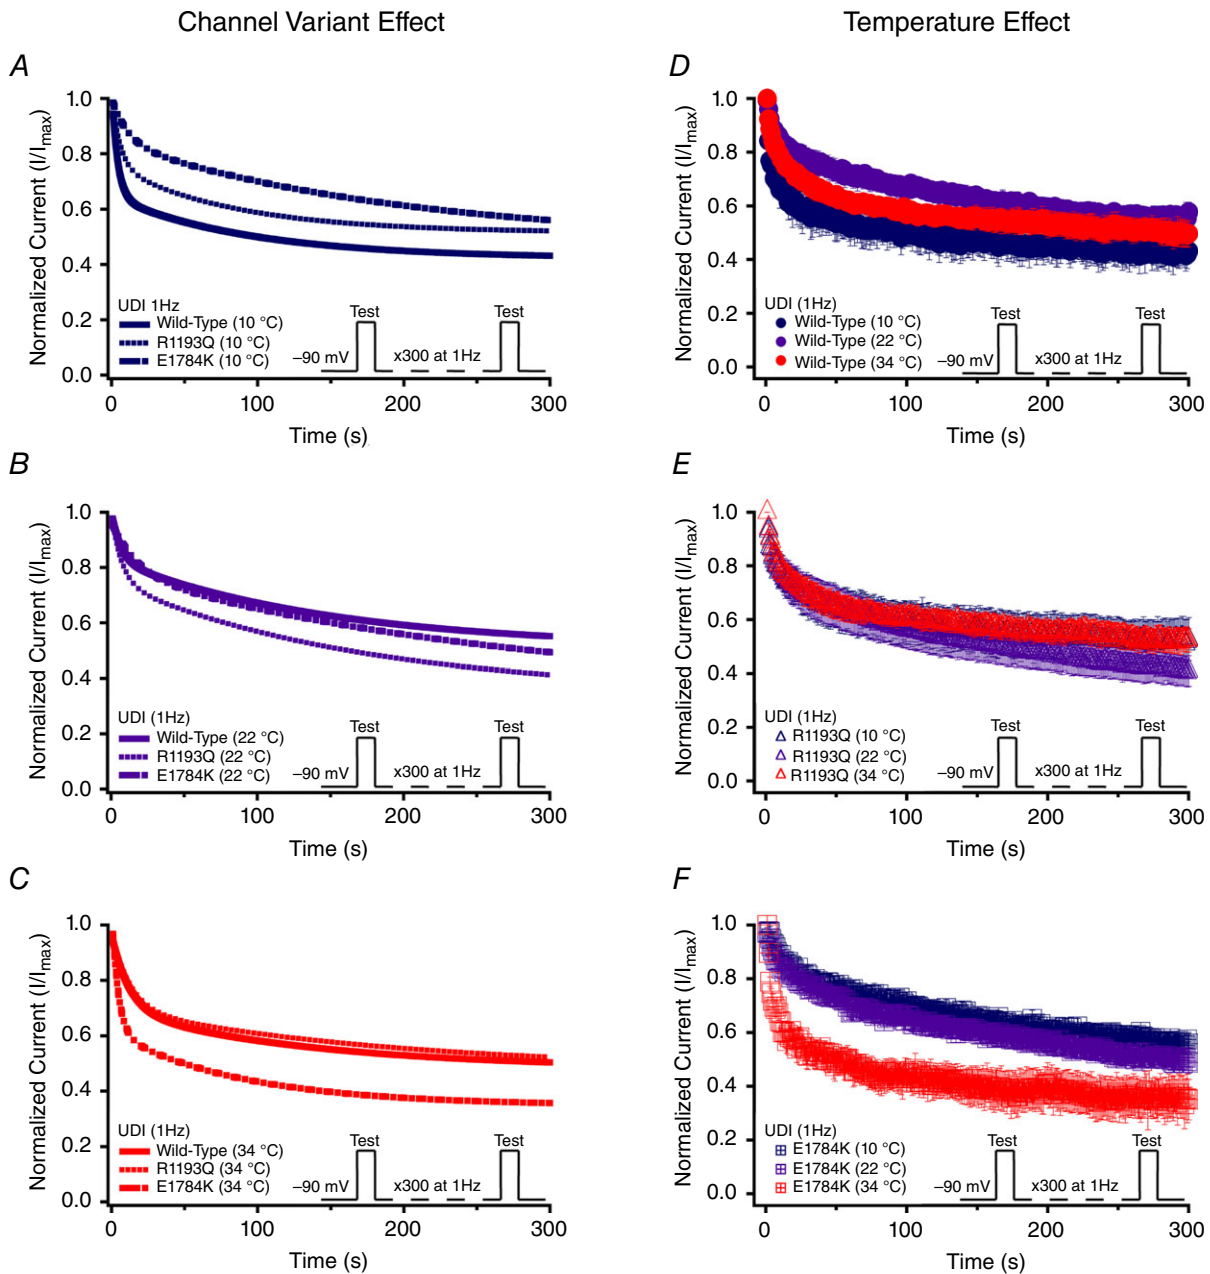 Channel Variant Effect
Temperature Effect
A
Normalized Current (I/Imax)
1.0
0.8
0.6
0.4
0.2
0.0
UDI 1Hz
Wild-Type (10 °C)
R1193Q (10 °C)
E1784K (10 °C)
Test
Test
–90 mV
x300 at 1Hz
0
100
200
300
Time (s)
D
Normalized Current (I/Imax)
1.0
0.8
0.6
0.4
0.2
0.0
UDI (1Hz)
Wild-Type (10 °C)
Wild-Type (22 °C)
Wild-Type (34 °C)
Test
Test
–90 mV
x300 at 1Hz
0
100
200
300
Time (s)
B
Normalized Current (I/Imax)
1.0
0.8
0.6
0.4
0.2
0.0
UDI (1Hz)
Wild-Type (22 °C)
R1193Q (22 °C)
E1784K (22 °C)
Test
Test
–90 mV
x300 at 1Hz
0
100
200
300
Time (s)
E
Normalized Current (I/Imax)
1.0
0.8
0.6
0.4
0.2
0.0
UDI (1Hz)
R1193Q (10 °C)
R1193Q (22 °C)
R1193Q (34 °C)
Test
Test
–90 mV
x300 at 1Hz
0
100
200
300
Time (s)
C
Normalized Current (I/Imax)
1.0
0.8
0.6
0.4
0.2
0.0
UDI (1Hz)
Wild-Type (34 °C)
R1193Q (34 °C)
E1784K (34 °C)
Test
Test
–90 mV
x300 at 1Hz
0
100
200
300
Time (s)
F
Normalized Current (I/Imax)
1.0
0.8
0.6
0.4
0.2
0.0
UDI (1Hz)
E1784K (10 °C)
E1784K (22 °C)
E1784K (34 °C)
Test
Test
–90 mV
x300 at 1Hz
0
100
200
300
Time (s)